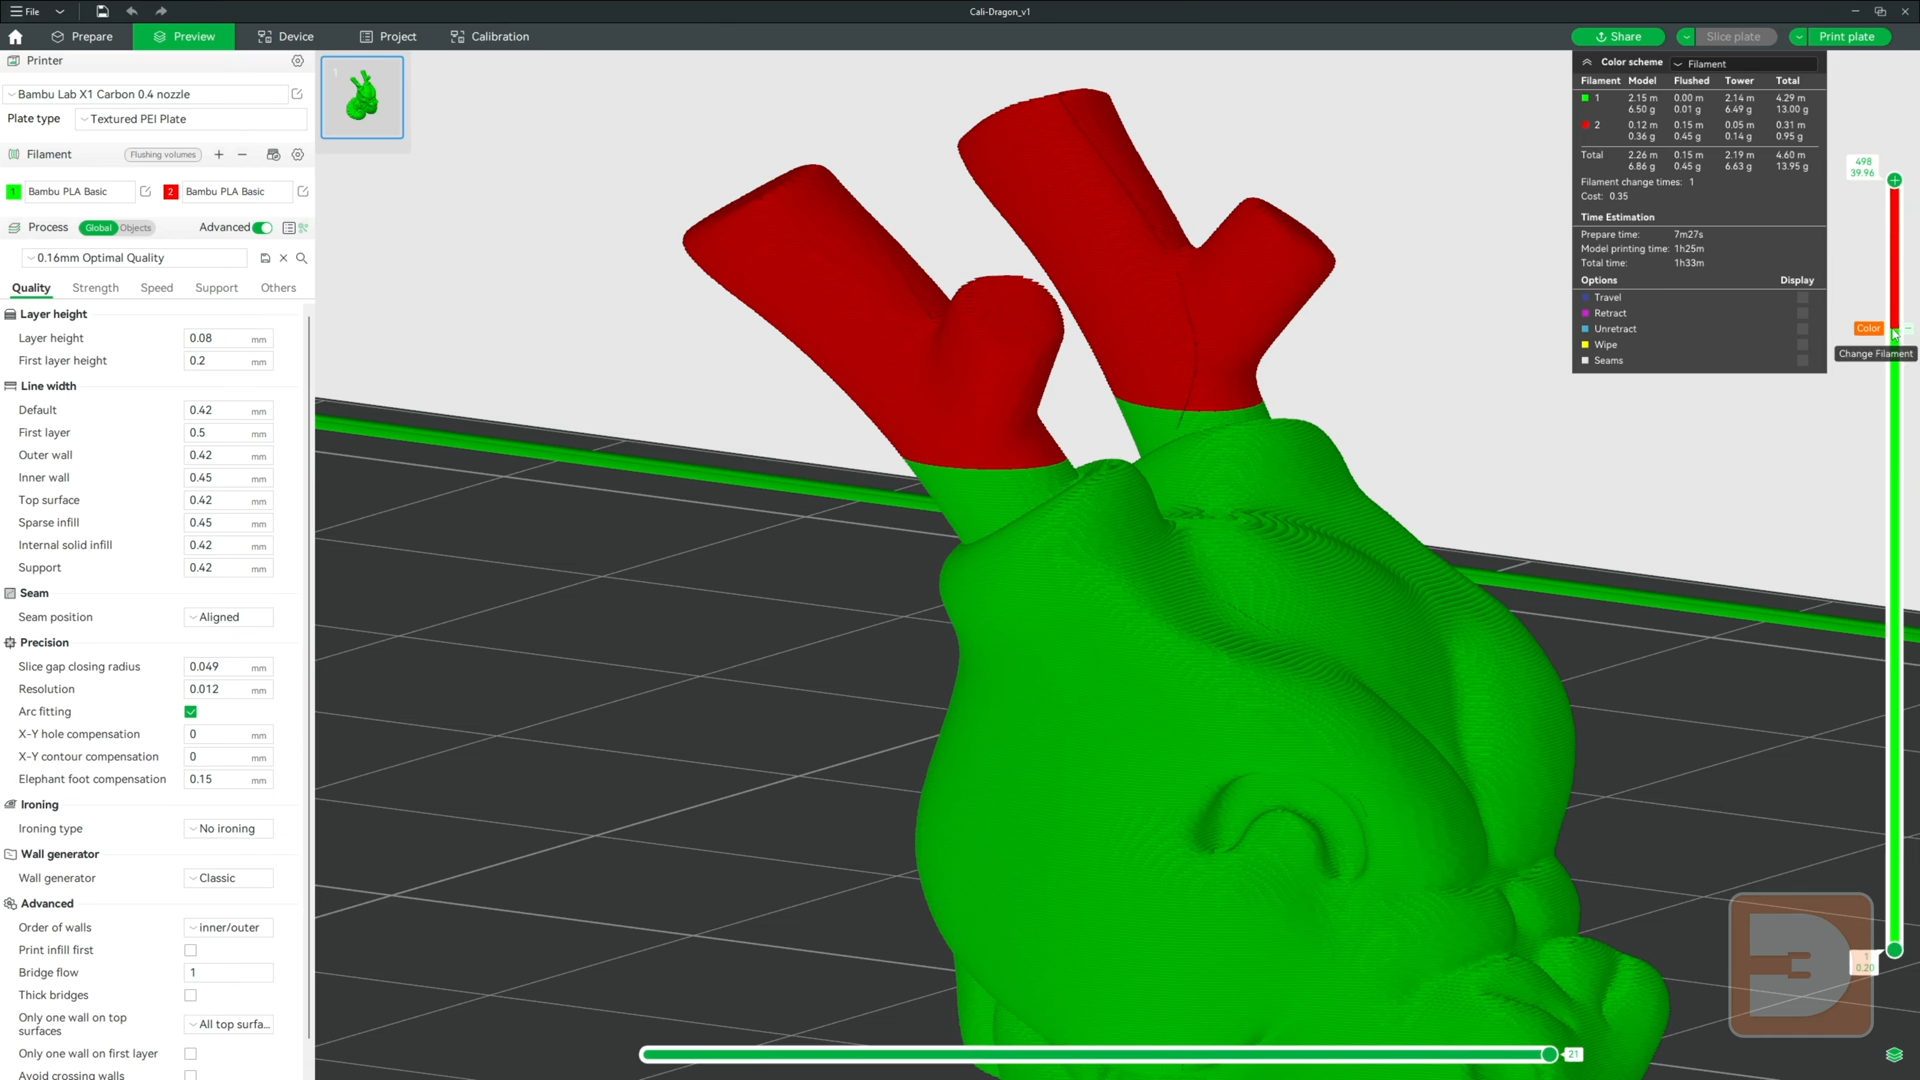 File
Cali-Dragon_v1
Prepare
Preview
Device
Project
Calibration
Share
Slice plate
Print plate
Printer
Bambu Lab X1 Carbon 0.4 nozzle
Plate type
Textured PEI Plate
Filament
Flushing volumes
1 Bambu PLA Basic
2 Bambu PLA Basic
Process
Global
Objects
Advanced
0.16mm Optimal Quality
Quality
Strength
Speed
Support
Others
Layer height
Layer height 0.08 mm
First layer height 0.2 mm
Line width
Default 0.42 mm
First layer 0.5 mm
Outer wall 0.42 mm
Inner wall 0.45 mm
Top surface 0.42 mm
Sparse infill 0.45 mm
Internal solid infill 0.42 mm
Support 0.42 mm
Seam
Seam position Aligned
Precision
Slice gap closing radius 0.049 mm
Resolution 0.012 mm
Arc fitting
X-Y hole compensation 0 mm
X-Y contour compensation 0 mm
Elephant foot compensation 0.15 mm
Ironing
Ironing type No ironing
Wall generator
Wall generator Classic
Advanced
Order of walls inner/outer
Print infill first
Bridge flow 1
Thick bridges
Only one wall on top
surfaces
All top surfa...
Only one wall on first layer
Avoid crossing walls
1
Color scheme Filament
Filament Model Flushed Tower Total
1 2.15 m 0.00 m 2.14 m 4.29 m
6.50 g 0.01 g 6.49 g 13.00 g
2 0.12 m 0.15 m 0.05 m 0.31 m
0.36 g 0.45 g 0.14 g 0.95 g
Total 2.26 m 0.15 m 2.19 m 4.60 m
6.86 g 0.45 g 6.63 g 13.95 g
Filament change times: 1
Cost: 0.35
Time Estimation
Prepare time: 7m27s
Model printing time: 1h25m
Total time: 1h33m
Options Display
Travel
Retract
Unretract
Wipe
Seams
498
39.96
Color
Change Filament
1
0.20
21